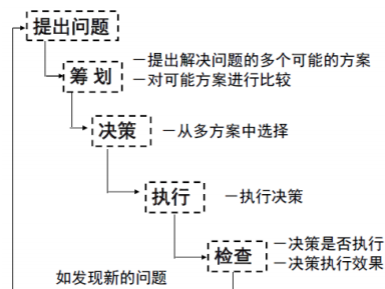 提出问题
－提出解决问题的多个可能的方案
筹 划
－对可能方案进行比较
决策 －从多方案中选择
执行 －执行决策
－决策是否执行
检查
－决策执行效果
如发现新的问题